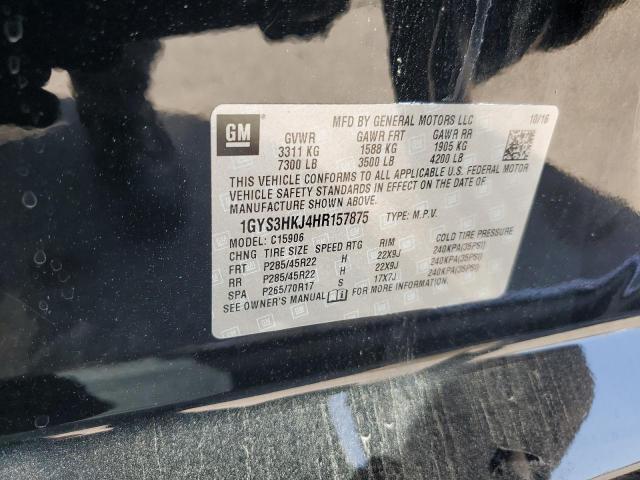 GM
MFD BY GENERAL MOTORS LLC 10/16
GVWR GAWR FRT GAWR RR
3311 KG 1588 KG 1905 KG
7300 LB 3500 LB 4200 LB
THIS VEHICLE CONFORMS TO ALL APPLICABLE U.S. FEDERAL MOTOR
VEHICLE SAFETY STANDARDS IN EFFECT ON THE DATE OF
MANUFACTURE SHOWN ABOVE.
1GYS3HKJ4HR157875 TYPE: M.P.V.
MODEL: C15906
CHNG TIRE SIZE SPEED RTG RIM COLD TIRE PRESSURE
FRT P285/45R22 H 22X9J 240KPA(35PSI)
RR P285/45R22 H 22X9J 240KPA(35PSI)
SPA P265/70R17 S 17X7J 240KPA(35PSI)
SEE OWNER'S MANUAL FOR MORE INFORMATION.